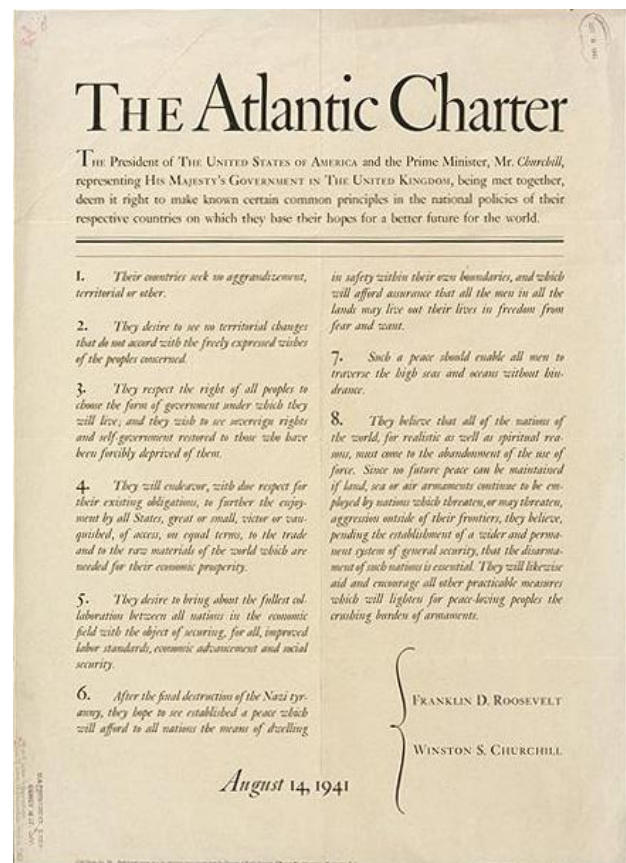 THE Atlantic Charter
THE President of THE UNITED STATES OF AMERICA and the Prime Minister, Mr. Churchill,
representing HIS MAJESTY'S GOVERNMENT IN THE UNITED KINGDOM, being met together,
deem it right to make known certain common principles in the national policies of their
respective countries on which they base their hopes for a better future for the world.
1. Their countries seek no aggrandizement,
territorial or other.
2. They desire to see no territorial changes
that do not accord with the freely expressed wishes
of the peoples concerned.
3. They respect the right of all peoples to
choose the form of government under which they
will live; and they wish to see sovereign rights
and self-government restored to those who have
been forcibly deprived of them.
4. They will endeavor, with due respect for
their existing obligations, to further the enjoy-
ment by all States, great or small, victor or van-
quished, of access, on equal terms, to the trade
and to the raw materials of the world which are
needed for their economic prosperity.
5. They desire to bring about the fullest col-
laboration between all nations in the economic
field with the object of securing, for all, improved
labor standards, economic advancement and social
security.
6. After the final destruction of the Nazi tyr-
anny, they hope to see established a peace which
will afford to all nations the means of dwelling
in safety within their own boundaries, and which
will afford assurance that all the men in all the
lands may live out their lives in freedom from
fear and want.
7. Such a peace should enable all men to
traverse the high seas and oceans without hin-
drance.
8. They believe that all of the nations of
the world, for realistic as well as spiritual rea-
sons, must come to the abandonment of the use of
force. Since no future peace can be maintained
if land, sea or air armaments continue to be em-
ployed by nations which threaten, or may threaten,
aggression outside of their frontiers, they believe,
pending the establishment of a wider and perma-
nent system of general security, that the disarma-
ment of such nations is essential. They will likewise
aid and encourage all other practicable measures
which will lighten for peace-loving peoples the
crushing burden of armaments.
FRANKLIN D. ROOSEVELT
WINSTON S. CHURCHILL
August 14, 1941